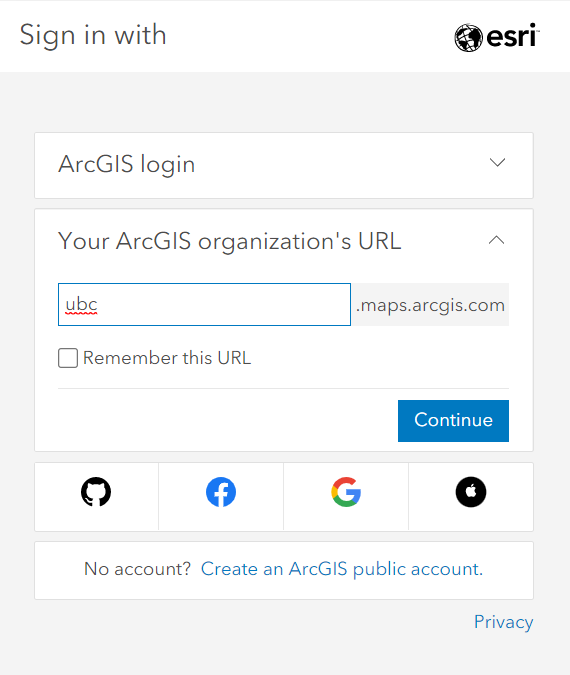 Sign in with
esri
ArcGIS login
Your ArcGIS organization's URL
ubc .maps.arcgis.com
Remember this URL
Continue
No account? Create an ArcGIS public account.
Privacy